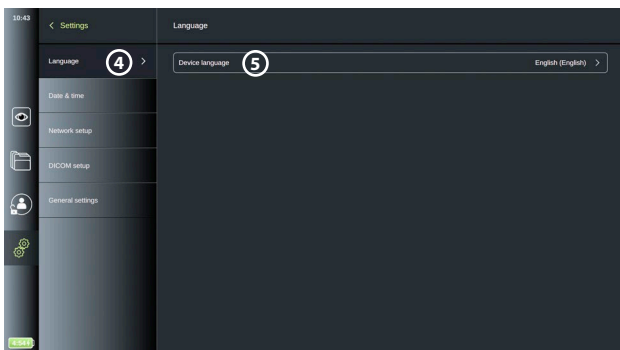 10:43
Settings
Language
Language
4
Device language
5
English (English)
Date & time
Network setup
DICOM setup
General settings